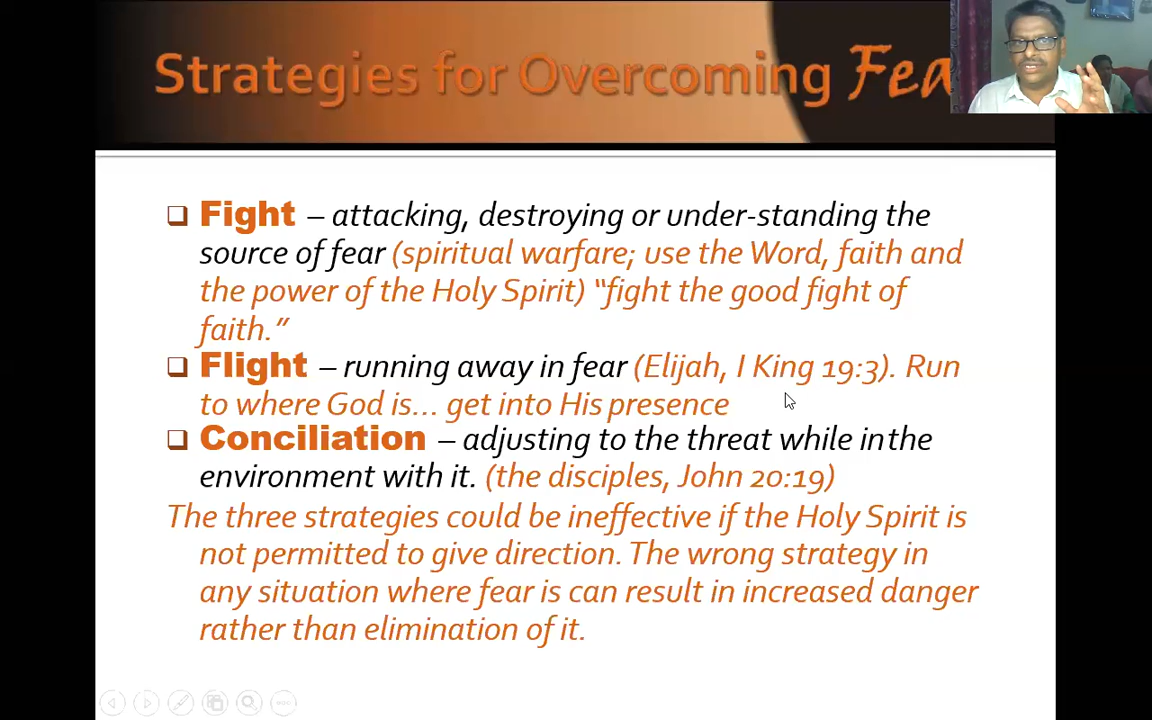 Strategies for Overcoming Fea
Fight – attacking, destroying or under-standing the
source of fear (spiritual warfare; use the Word, faith and
the power of the Holy Spirit) “fight the good fight of
faith.”
Flight – running away in fear (Elijah, I King 19:3). Run
to where God is... get into His presence
Conciliation – adjusting to the threat while in the
environment with it. (the disciples, John 20:19)
The three strategies could be ineffective if the Holy Spirit is
not permitted to give direction. The wrong strategy in
any situation where fear is can result in increased danger
rather than elimination of it.